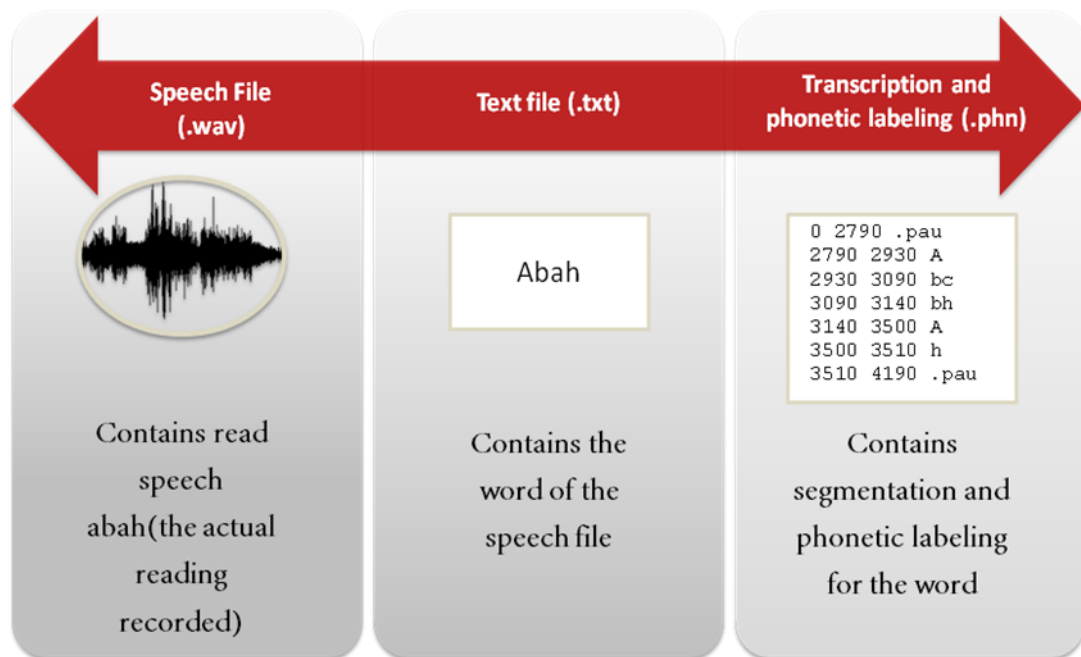 Speech File
(.wav)
Text file (.txt)
Transcription and
phonetic labeling (.phn)
Abah
0 2790 .pau
2790 2930 A
2930 3090 bc
3090 3140 bh
3140 3500 A
3500 3510 h
3510 4190 .pau
Contains read
speech
abah(the actual
reading
recorded)
Contains the
word of the
speech file
Contains
segmentation and
phonetic labeling
for the word